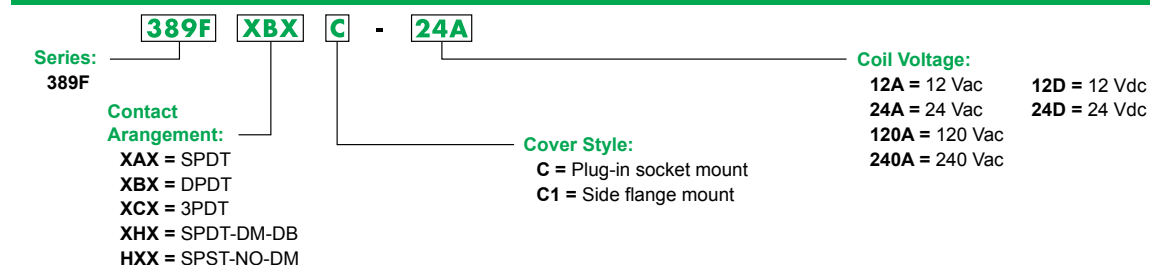 389F XBX C - 24A
Series:
389F
Contact
Arangement:
XAX = SPDT
XBX = DPDT
XCX = 3PDT
XHX = SPDT-DM-DB
HXX = SPST-NO-DM
Cover Style:
C = Plug-in socket mount
C1 = Side flange mount
Coil Voltage:
12A = 12 Vac 12D = 12 Vdc
24A = 24 Vac 24D = 24 Vdc
120A = 120 Vac
240A = 240 Vac